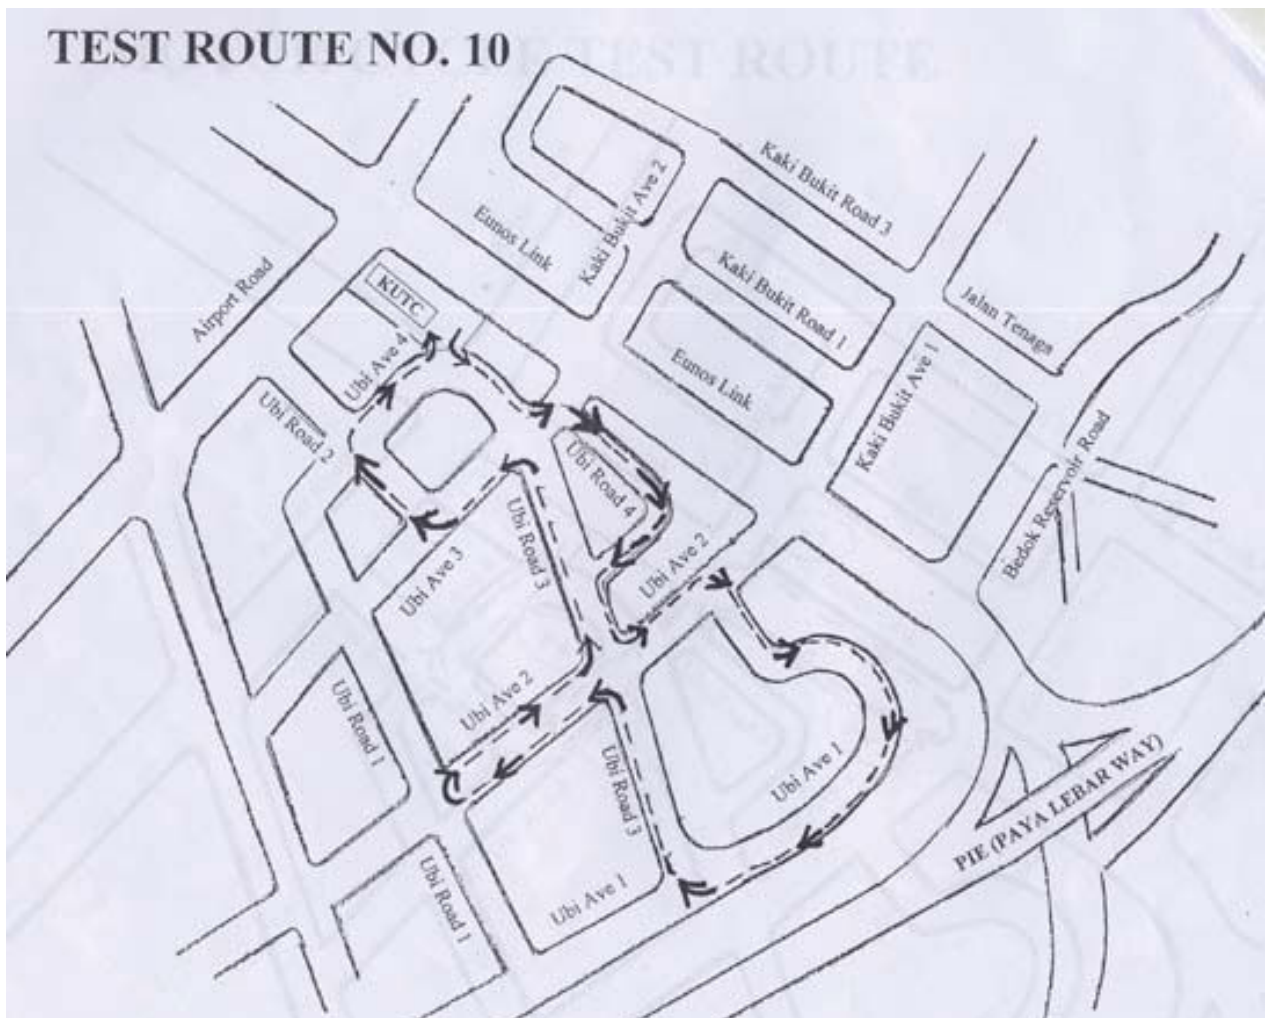 TEST ROUTE NO. 10
TEST ROUTE
Kaki Bukit Road 3
Kaki Bukit Ave 2
Eunos Link
Airport Road
KUTC
Kaki Bukit Road 1
Jalan Tenaga
Ubi Ave 4
Eunos Link
Kaki Bukit Ave 1
Ubi Road 2
Ubi Road 4
Bedok Reservoir Road
Ubi Road 3
Ubi Ave 3
Ubi Ave 2
Ubi Ave 2
Ubi Road 1
Ubi Road 3
Ubi Ave 1
PIE (PAYA LEBAR WAY)
Ubi Road 1
Ubi Ave 1